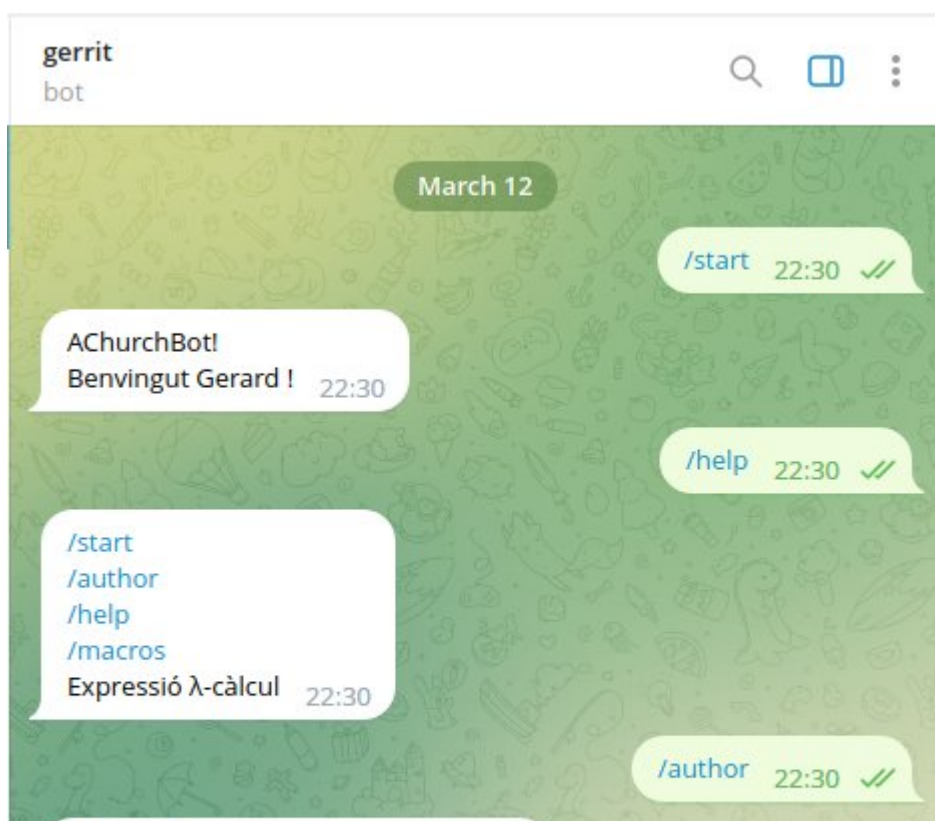 gerrit
bot
March 12
/start 22:30
AChurchBot!
Benvingut Gerard ! 22:30
/help 22:30
/start
/author
/help
/macros
Expressió λ-càlcul 22:30
/author 22:30